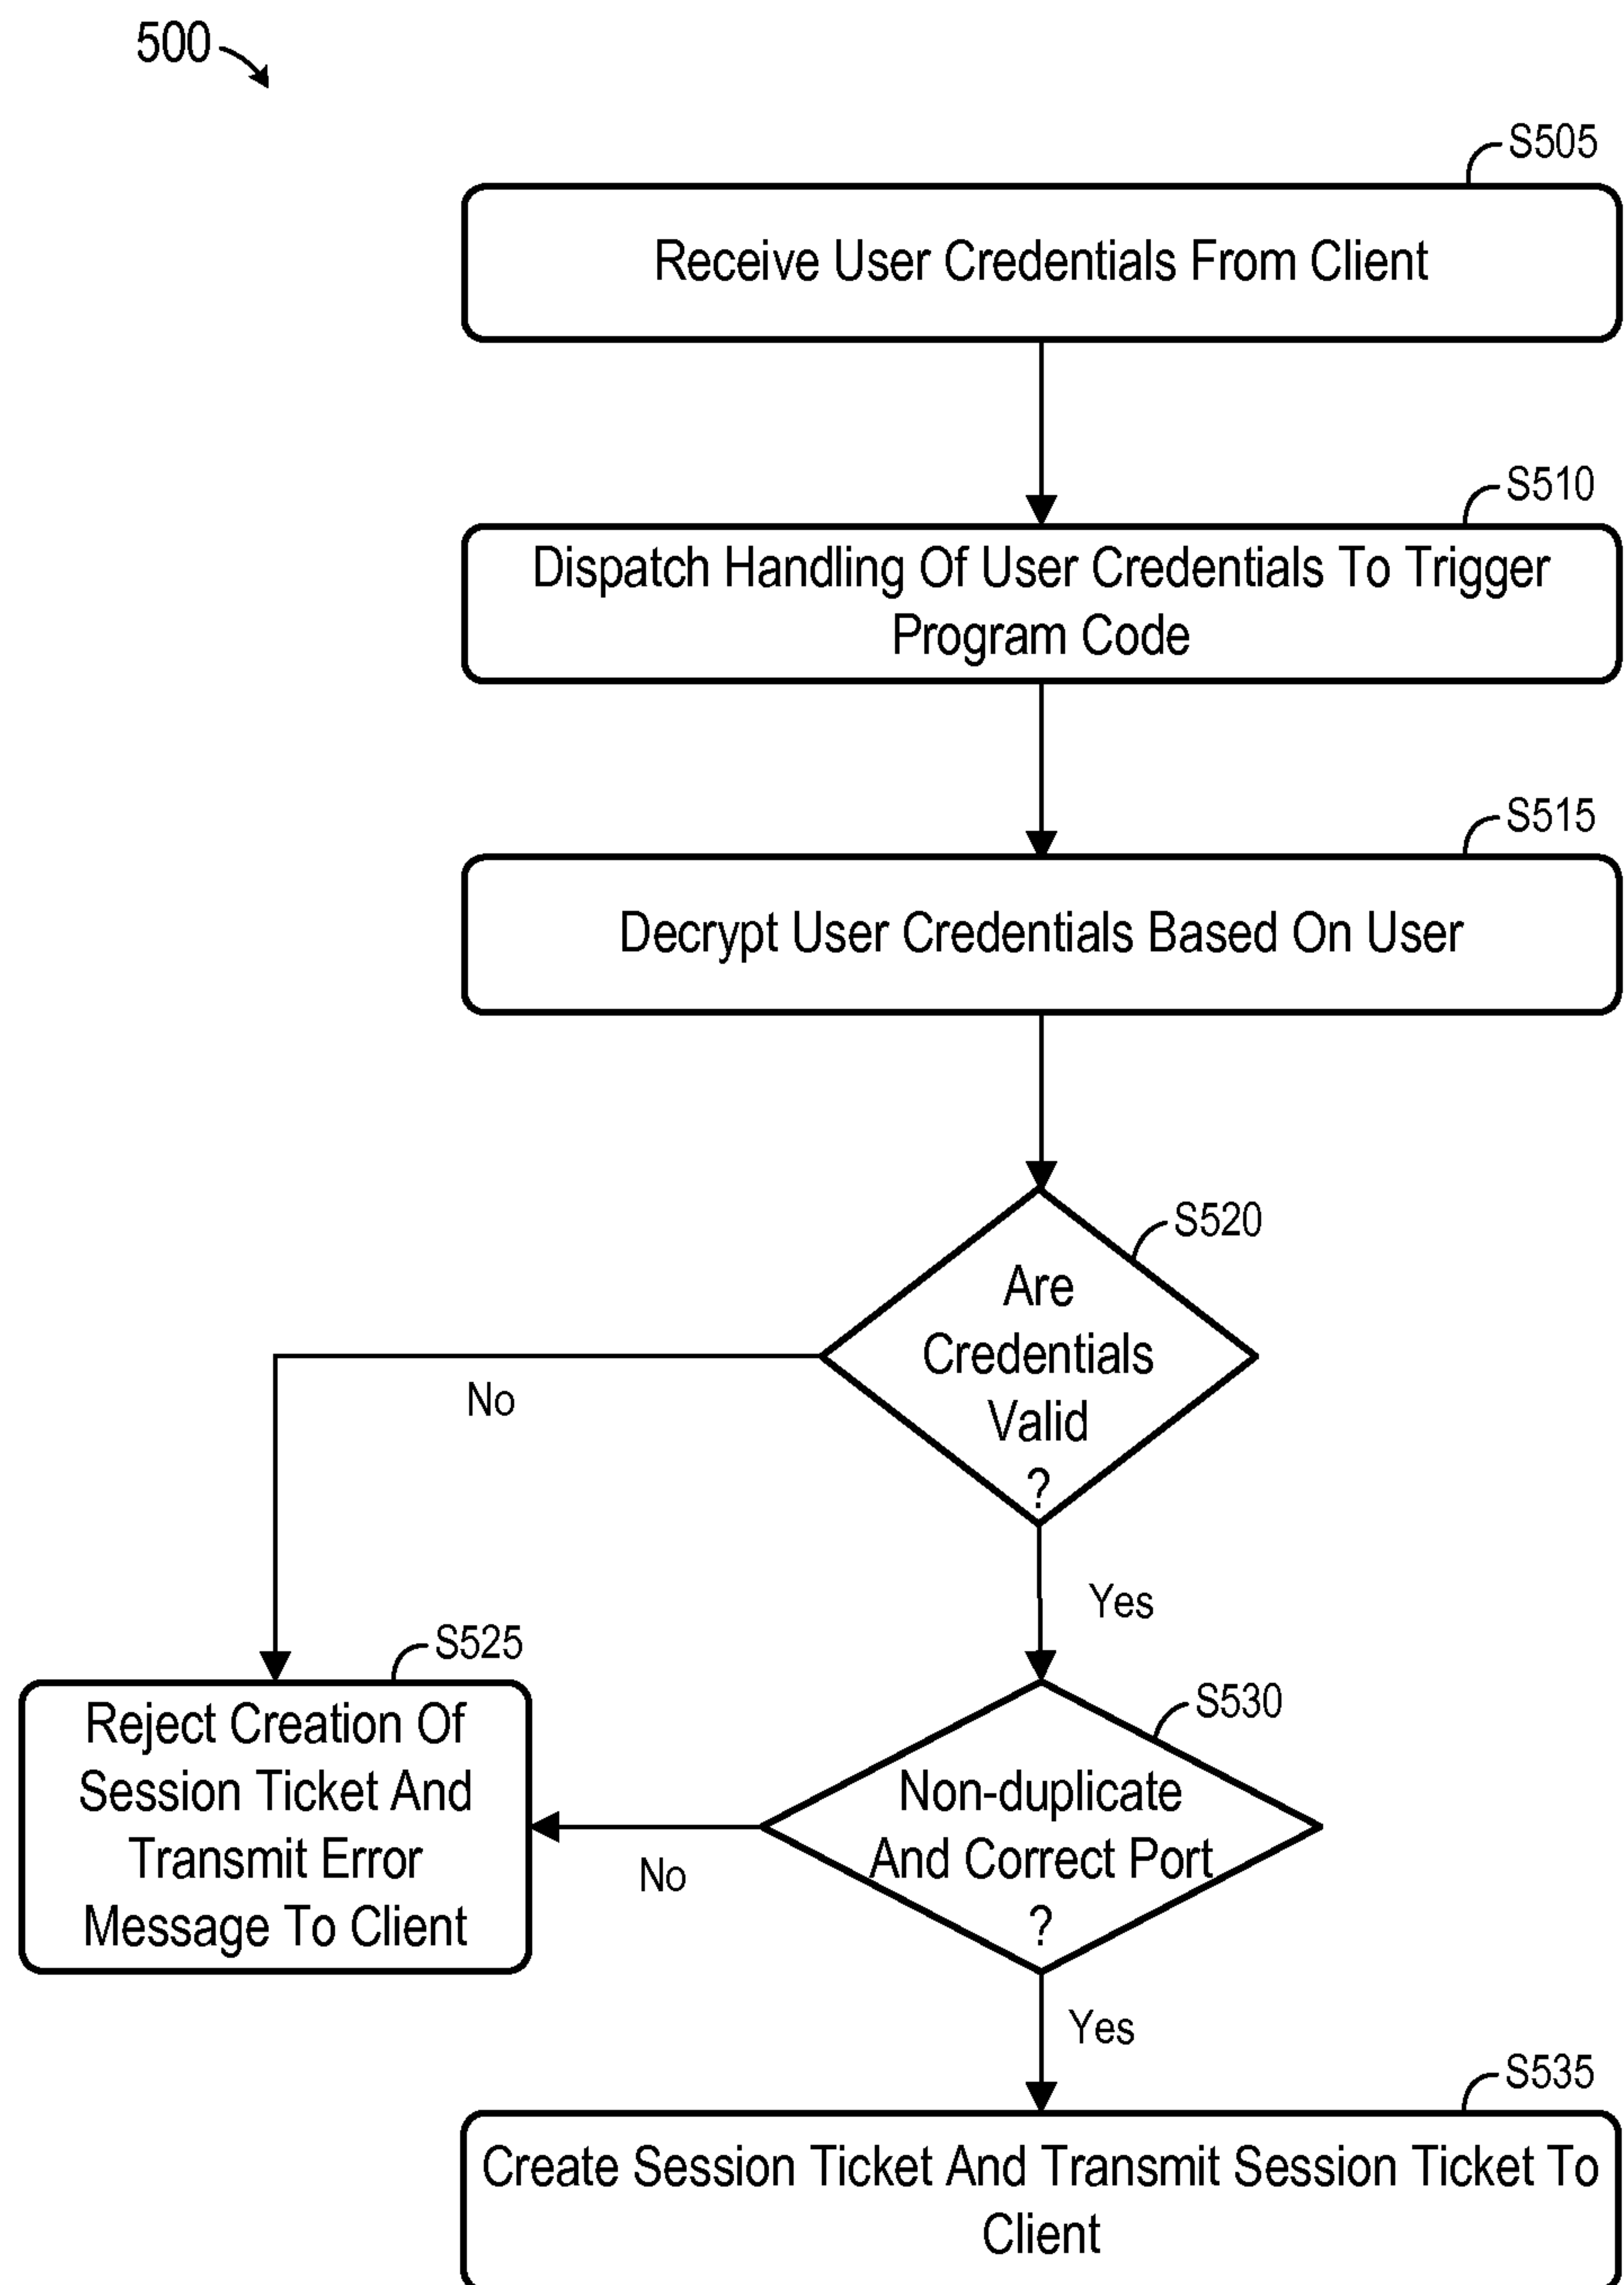 500
S505
Receive User Credentials From Client
S510
Dispatch Handling Of User Credentials To Trigger
Program Code
S515
Decrypt User Credentials Based On User
S520
Are
Credentials
Valid
?
No
Yes
S525
Reject Creation Of
Session Ticket And
Transmit Error
Message To Client
S530
Non-duplicate
And Correct Port
?
No
Yes
S535
Create Session Ticket And Transmit Session Ticket To
Client